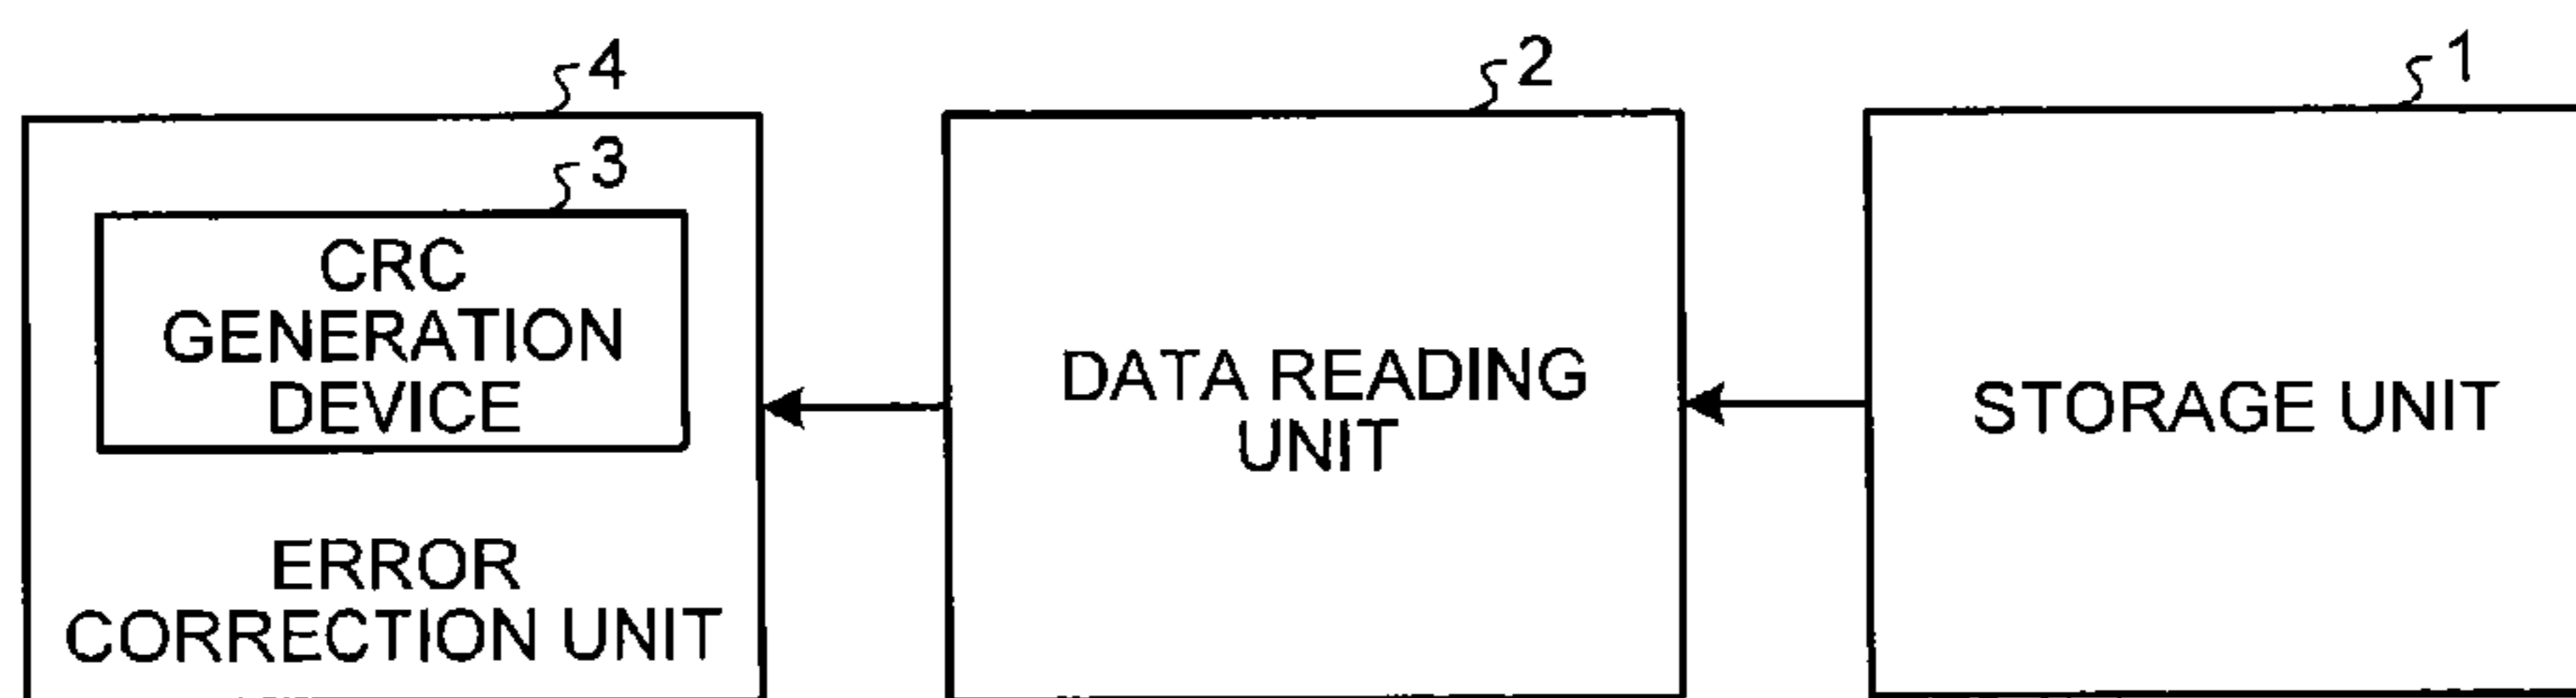 4
2
1
3
CRC
GENERATION
DEVICE
ERROR
CORRECTION UNIT
DATA READING
UNIT
STORAGE UNIT